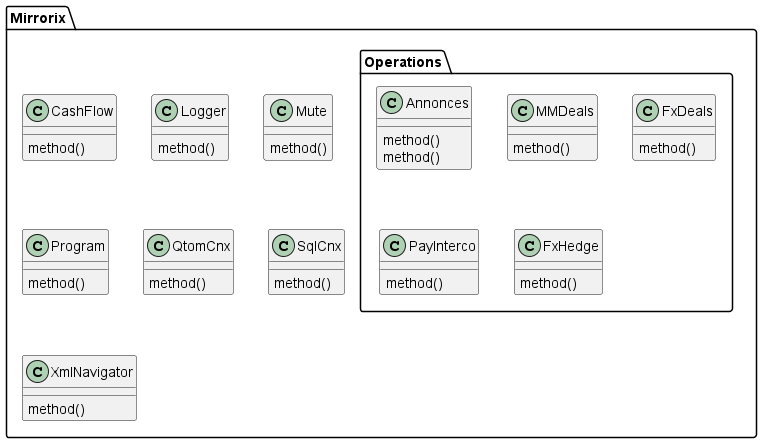 Mirrorix
Operations
C CashFlow
method()
C Logger
method()
C Mute
method()
C Annonces
method()
method()
C MMDeals
method()
C FxDeals
method()
C Program
method()
C QtomCnx
method()
C SqlCnx
method()
C PayInterco
method()
C FxHedge
method()
C XmlNavigator
method()